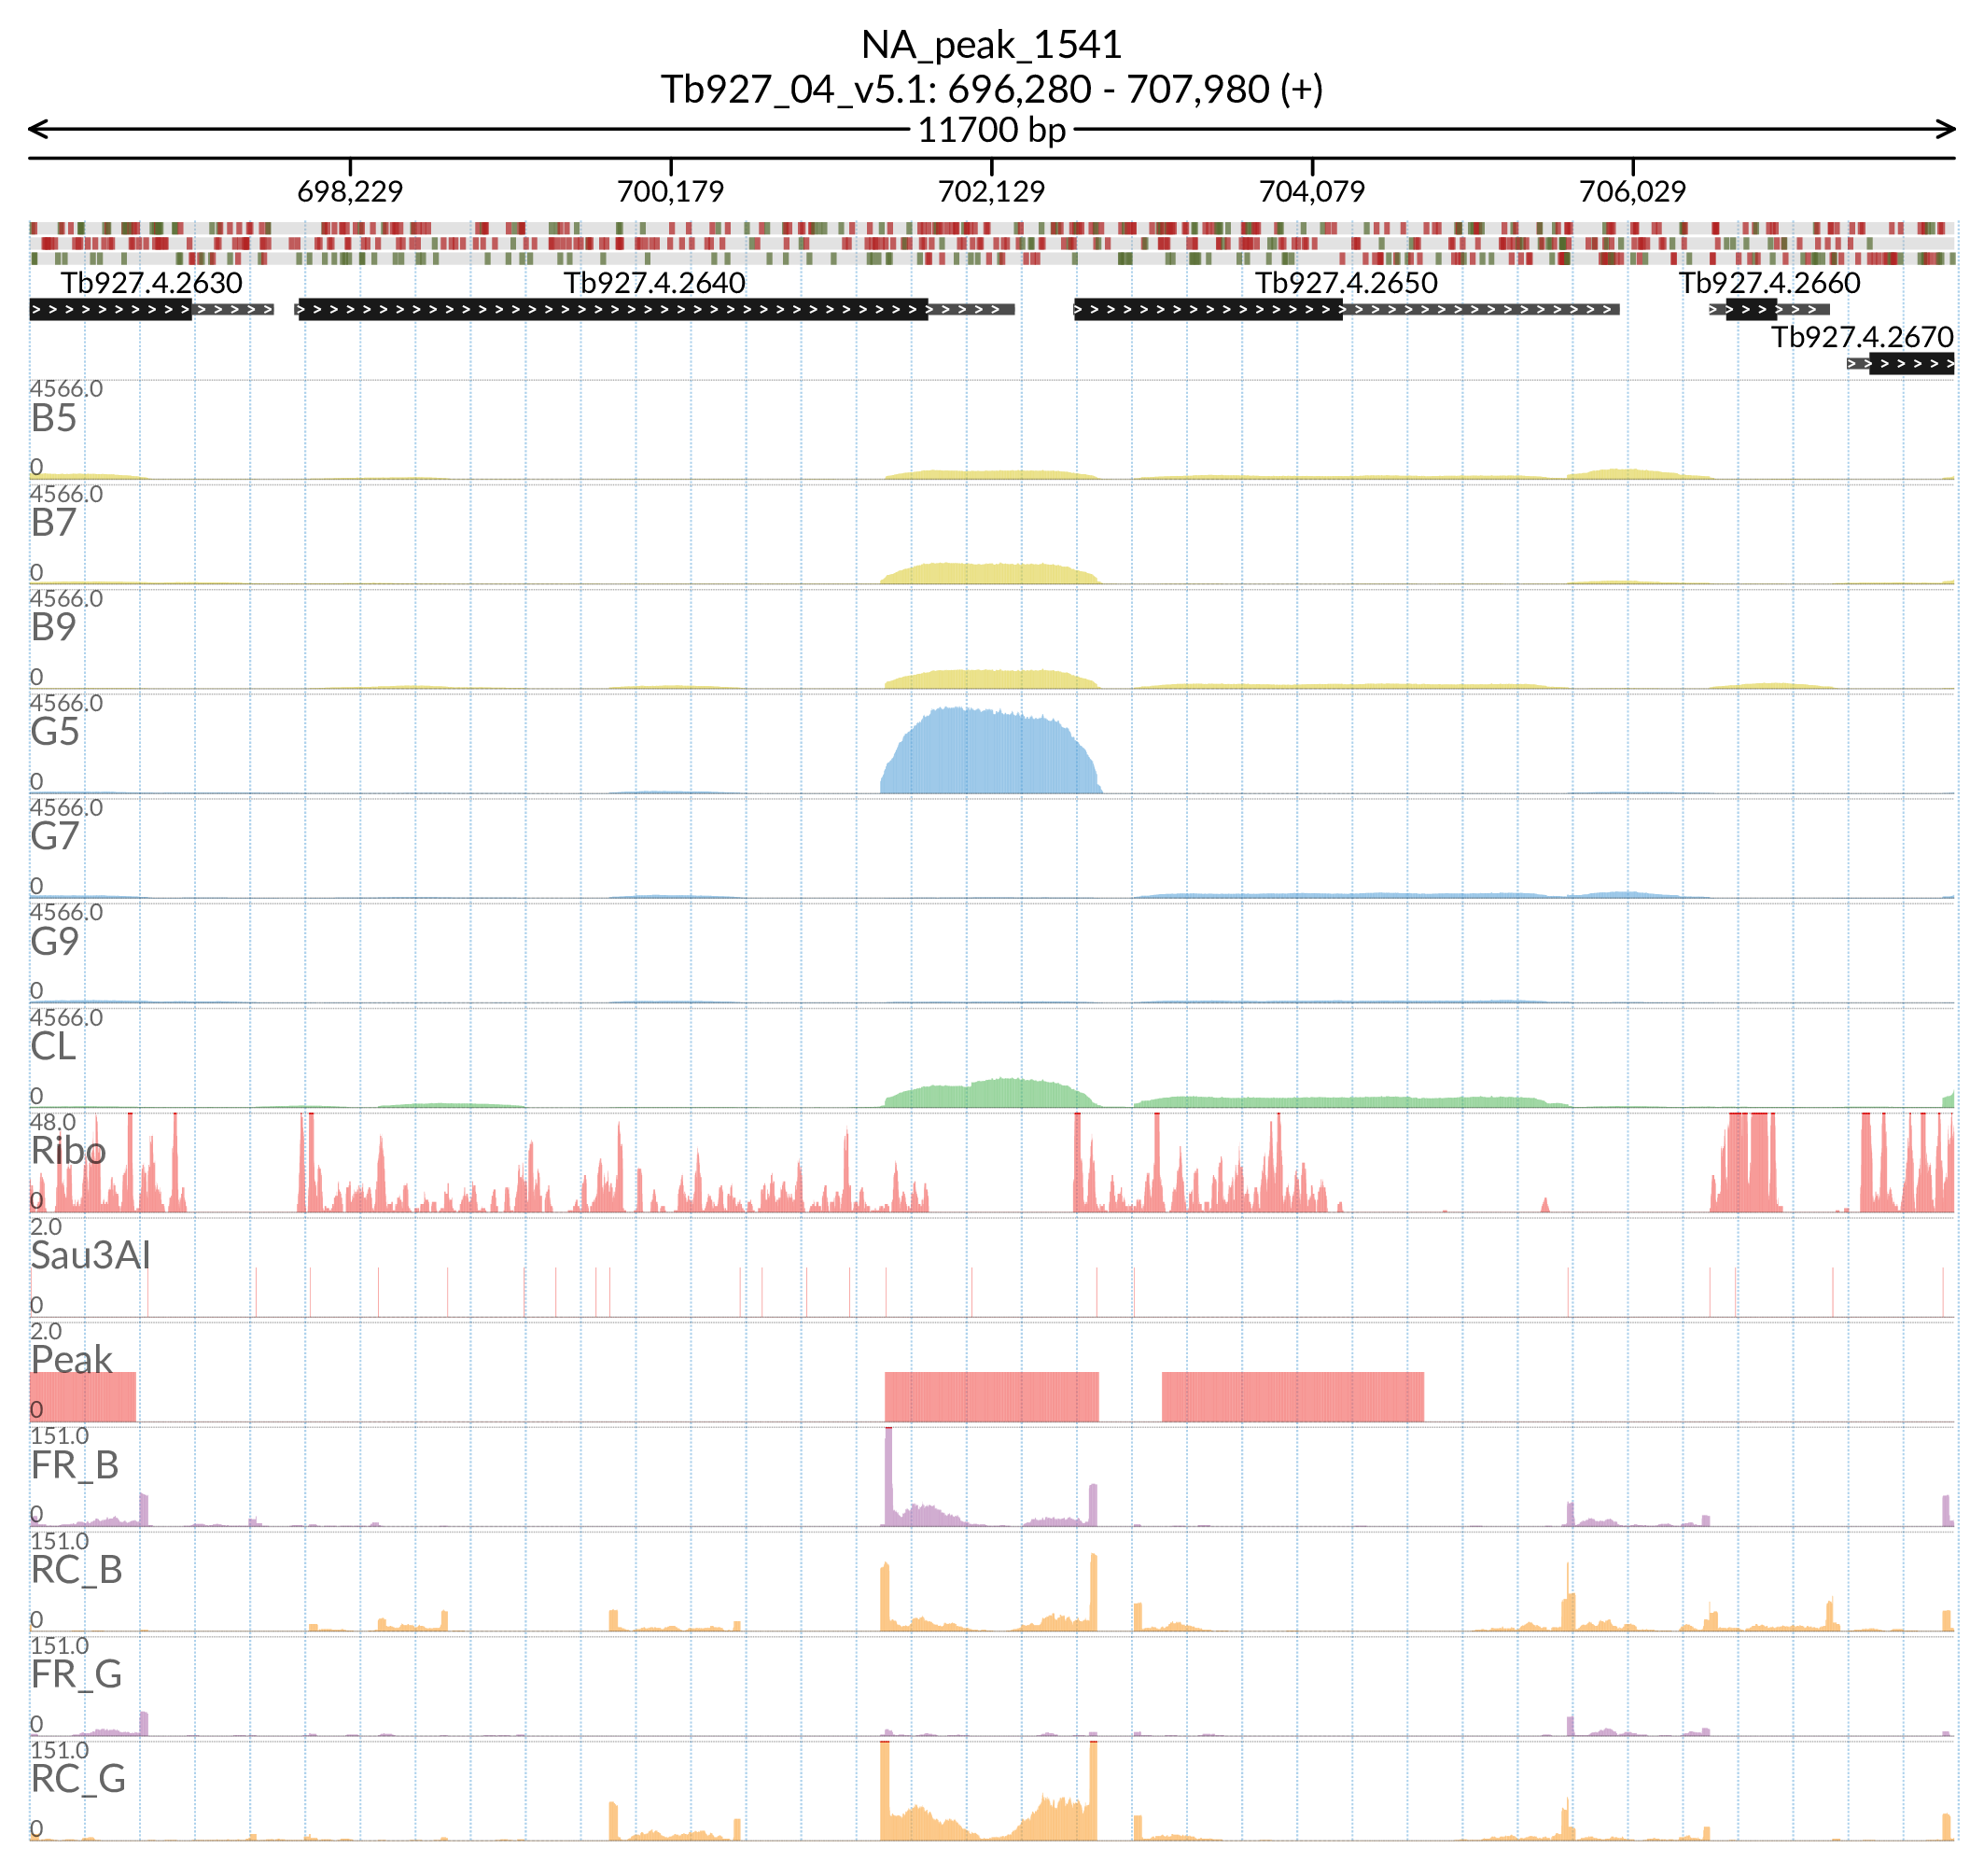 NA_peak_1541
Tb927_04_v5.1: 696,280 - 707,980 (+)
11700 bp
698,229 700,179 702,129 704,079 706,029
Tb927.4.2630 Tb927.4.2640 Tb927.4.2650 Tb927.4.2660
Tb927.4.2670
4566.0
B5
0
4566.0
B7
0
4566.0
B9
0
4566.0
G5
0
4566.0
G7
0
4566.0
G9
0
4566.0
CL
0
48.0
Ribo
0
2.0
Sau3AI
0
2.0
Peak
0
151.0
FR_B
0
151.0
RC_B
0
151.0
FR_G
0
151.0
RC_G
0